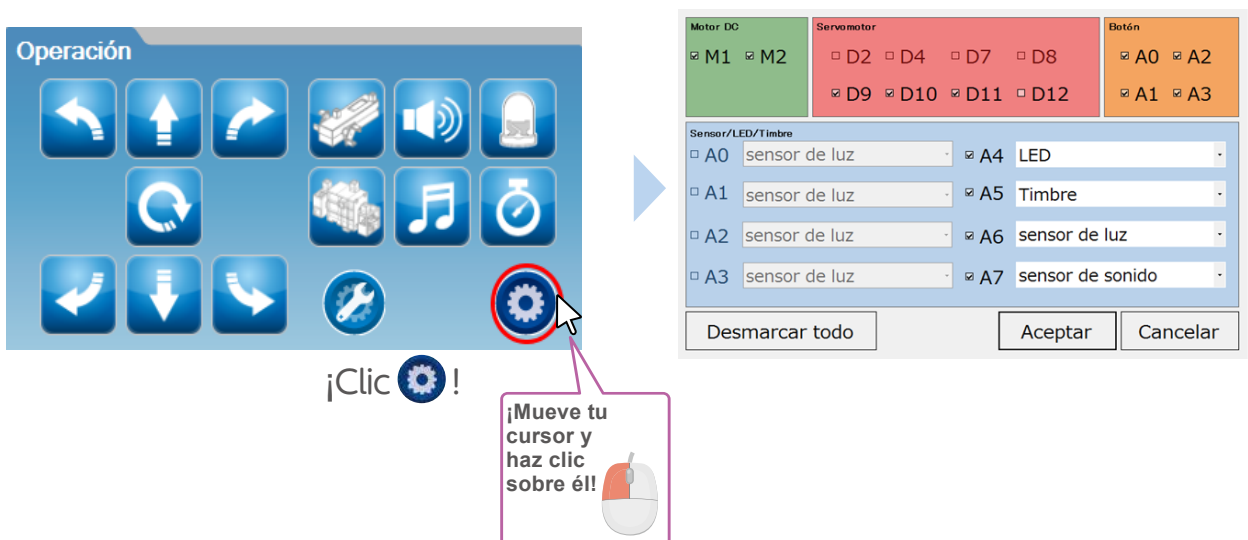 Operación
¡Clic !
¡Mueve tu
cursor y
haz clic
sobre él!
Motor DC
M1 M2
Servomotor
D2 D4 D7 D8
D9 D10 D11 D12
Botón
A0 A2
A1 A3
Sensor/LED/Timbre
A0 sensor de luz A4 LED
A1 sensor de luz A5 Timbre
A2 sensor de luz A6 sensor de luz
A3 sensor de luz A7 sensor de sonido
Desmarcar todo Aceptar Cancelar